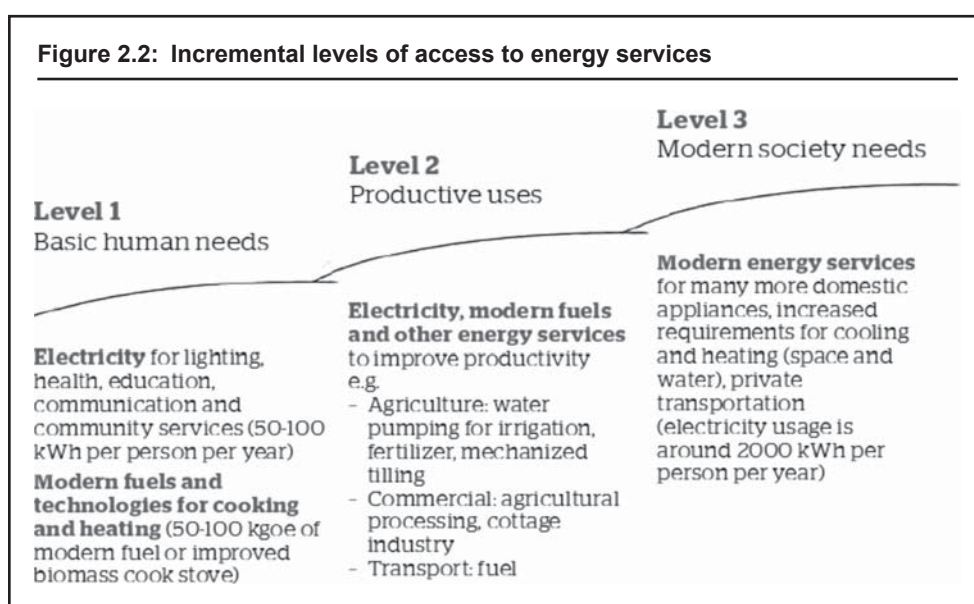 Figure 2.2: Incremental levels of access to energy services
Level 1
Basic human needs
Electricity for lighting,
health, education,
communication and
community services (50-100
kWh per person per year)
Modern fuels and
technologies for cooking
and heating (50-100 kgoe of
modern fuel or improved
biomass cook stove)
Level 2
Productive uses
Electricity, modern fuels
and other energy services
to improve productivity
e.g.
- Agriculture: water
pumping for irrigation,
fertilizer, mechanized
tilling
- Commercial: agricultural
processing, cottage
industry
- Transport: fuel
Level 3
Modern society needs
Modern energy services
for many more domestic
appliances, increased
requirements for cooling
and heating (space and
water), private
transportation
(electricity usage is
around 2000 kWh per
person per year)